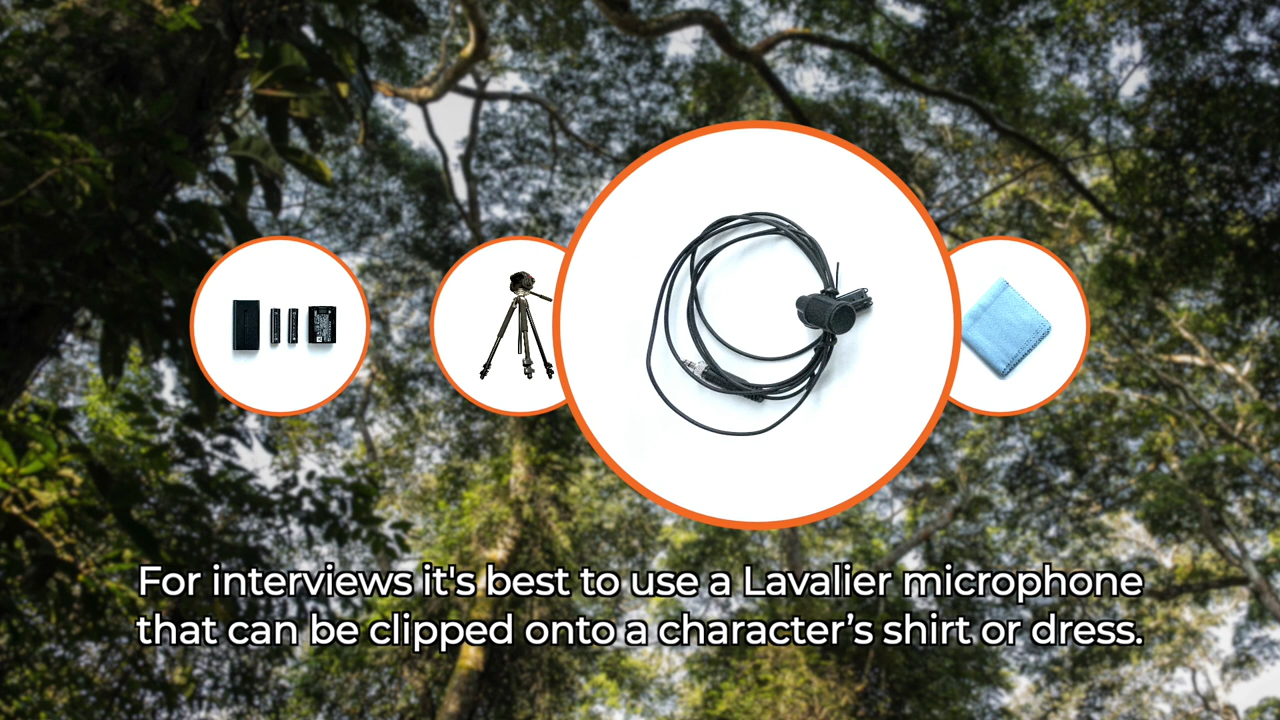 For interviews it's best to use a Lavalier microphone
that can be clipped onto a character’s shirt or dress.